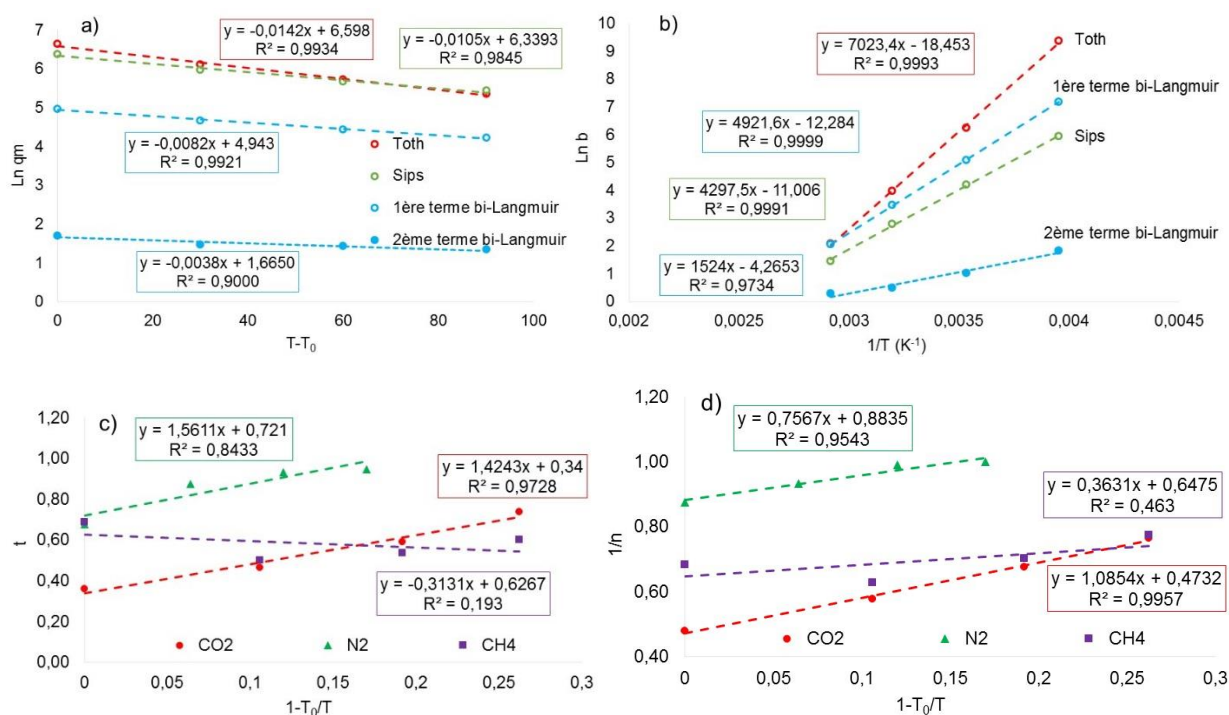 a)
Ln qm
7
6
5
4
3
2
1
0
y = -0,0142x + 6,598
R² = 0,9934
y = -0,0105x + 6,3393
R² = 0,9845
y = -0,0082x + 4,943
R² = 0,9921
Toth
Sips
1ère terme bi-Langmuir
2ème terme bi-Langmuir
y = -0,0038x + 1,6650
R² = 0,9000
0 20 40 60 80 100
T-T₀
b)
Ln b
10
9
8
7
6
5
4
3
2
1
0
y = 7023,4x - 18,453
R² = 0,9993
Toth
1ère terme bi-Langmuir
y = 4921,6x - 12,284
R² = 0,9999
Sips
y = 4297,5x - 11,006
R² = 0,9991
2ème terme bi-Langmuir
y = 1524x - 4,2653
R² = 0,9734
0,002 0,0025 0,003 0,0035 0,004 0,0045
1/T (K⁻¹)
c)
t
1,20
1,00
0,80
0,60
0,40
0,20
0,00
y = 1,5611x + 0,721
R² = 0,8433
y = 1,4243x + 0,34
R² = 0,9728
y = -0,3131x + 0,6267
R² = 0,193
CO2 N2 CH4
0 0,05 0,1 0,15 0,2 0,25 0,3
1-T₀/T
d)
1/n
1,20
1,00
0,80
0,60
0,40
y = 0,7567x + 0,8835
R² = 0,9543
y = 0,3631x + 0,6475
R² = 0,463
y = 1,0854x + 0,4732
R² = 0,9957
CO2 N2 CH4
0 0,05 0,1 0,15 0,2 0,25 0,3
1-T₀/T